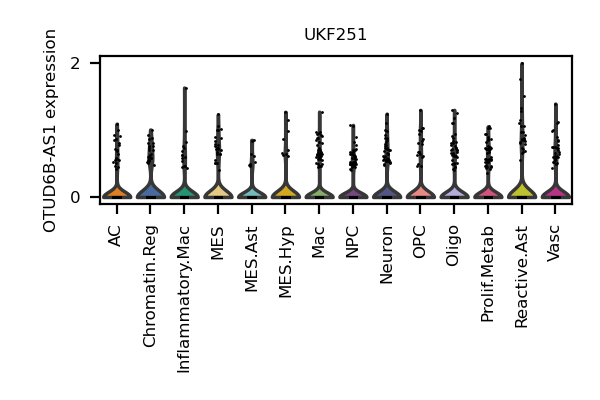 UKF251
OTUD6B-AS1 expression
2
0
AC
Chromatin.Reg
Inflammatory.Mac
MES
MES.Ast
MES.Hyp
Mac
NPC
Neuron
OPC
Oligo
Prolif.Metab
Reactive.Ast
Vasc